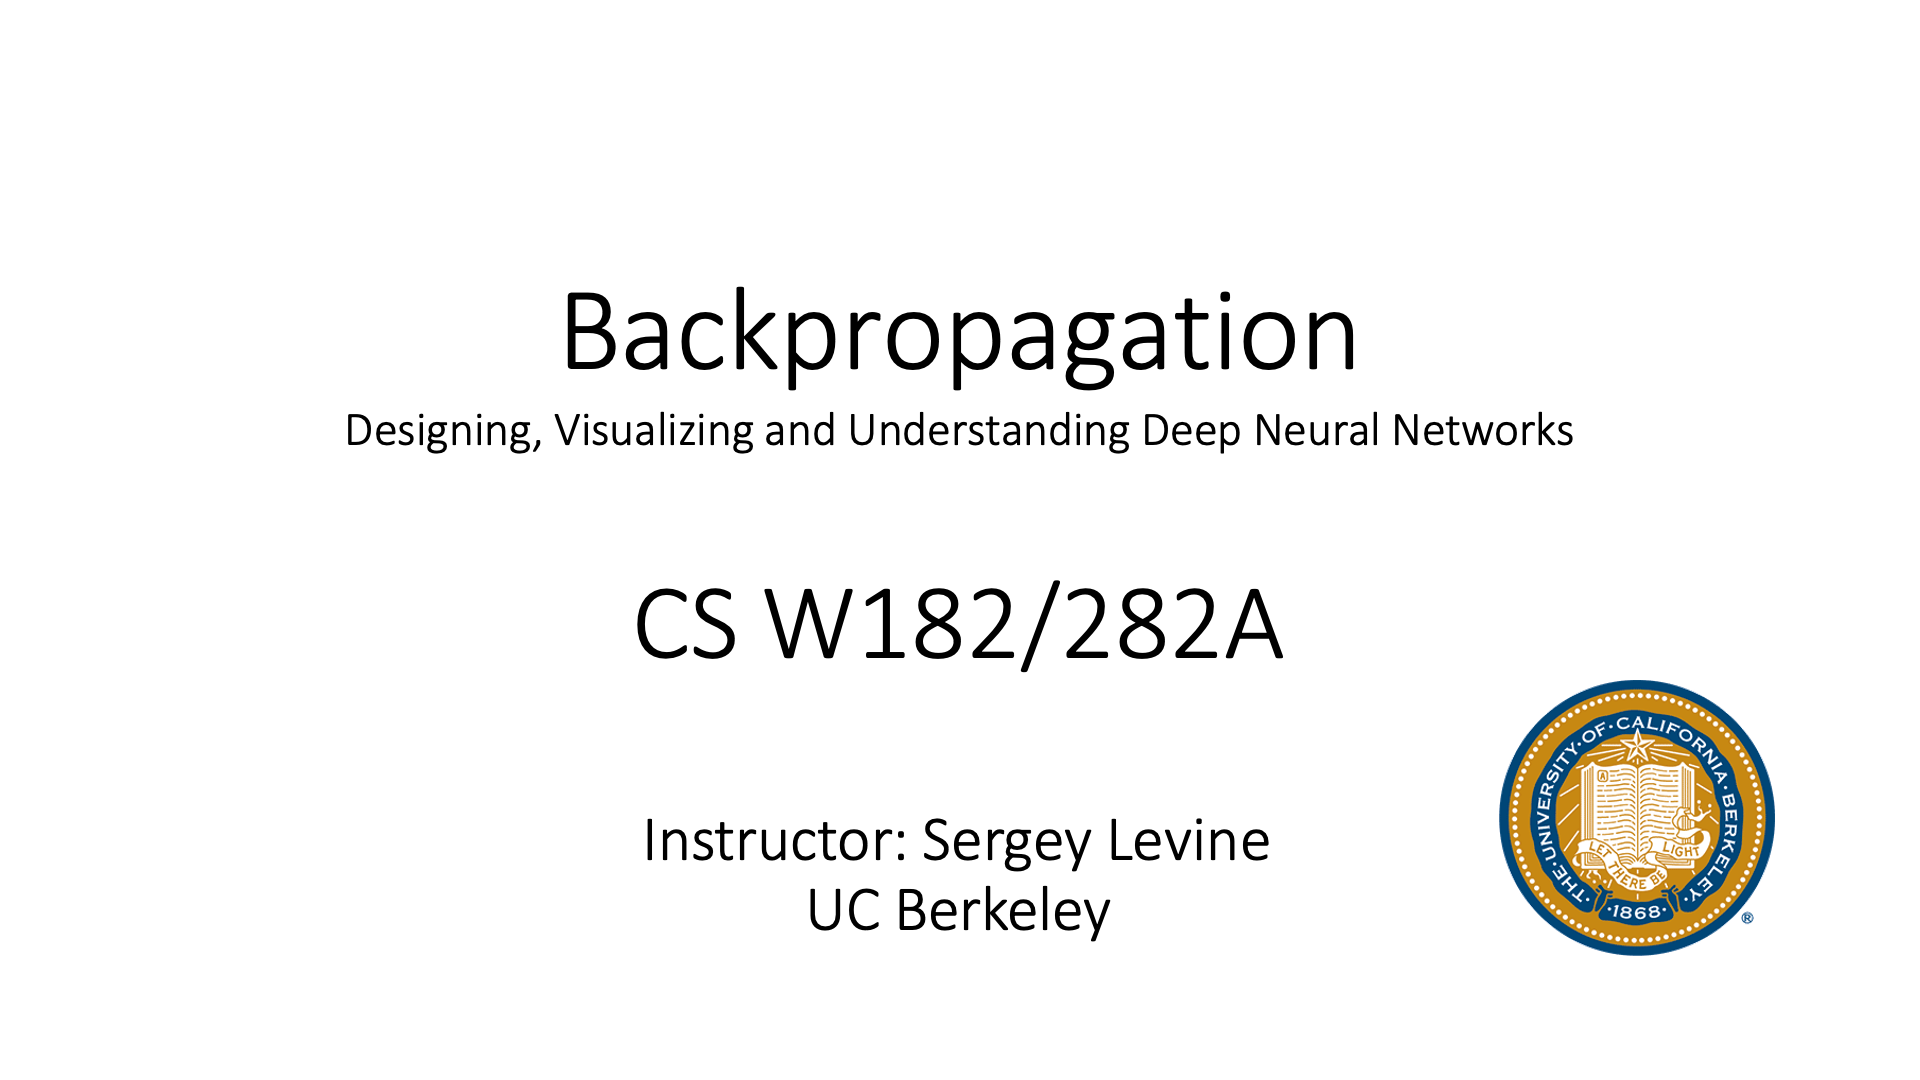 Backpropagation
Designing, Visualizing and Understanding Deep Neural Networks
CS W182/282A
Instructor: Sergey Levine
UC Berkeley
THE·UNIVERSITY·OF·CALIFORNIA·BERKELEY
A
LET THERE BE LIGHT
·1868·
®